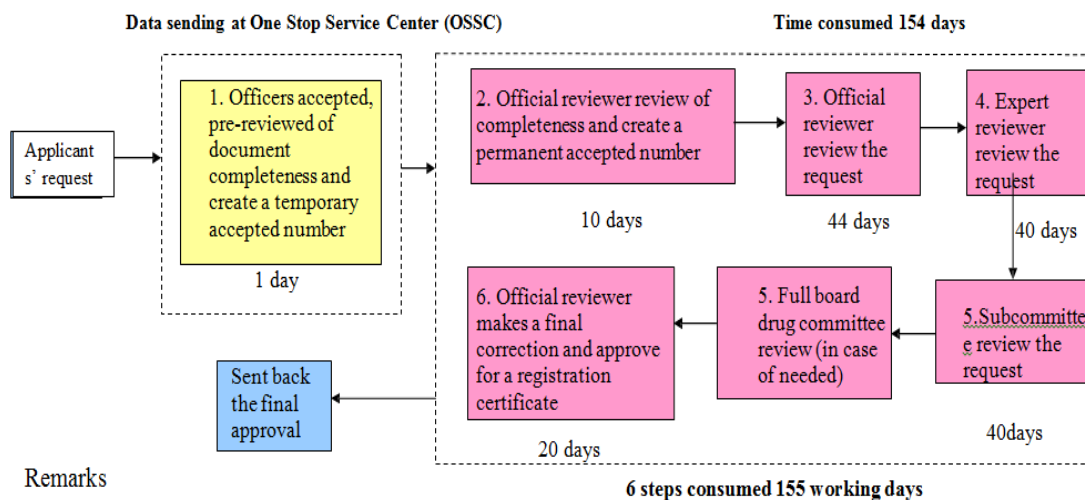 Data sending at One Stop Service Center (OSSC)
Time consumed 154 days
Applicant
s’ request
1. Officers accepted,
pre-reviewed of
document
completeness and
create a temporary
accepted number
1 day
2. Official reviewer review of
completeness and create a
permanent accepted number
10 days
3. Official
reviewer
review the
request
44 days
4. Expert
reviewer
review the
request
40 days
5.Subcommitte
e review the
request
40days
5. Full board
drug committee
review (in case
of needed)
6. Official reviewer
makes a final
correction and approve
for a registration
certificate
20 days
Sent back
the final
approval
Remarks
6 steps consumed 155 working days